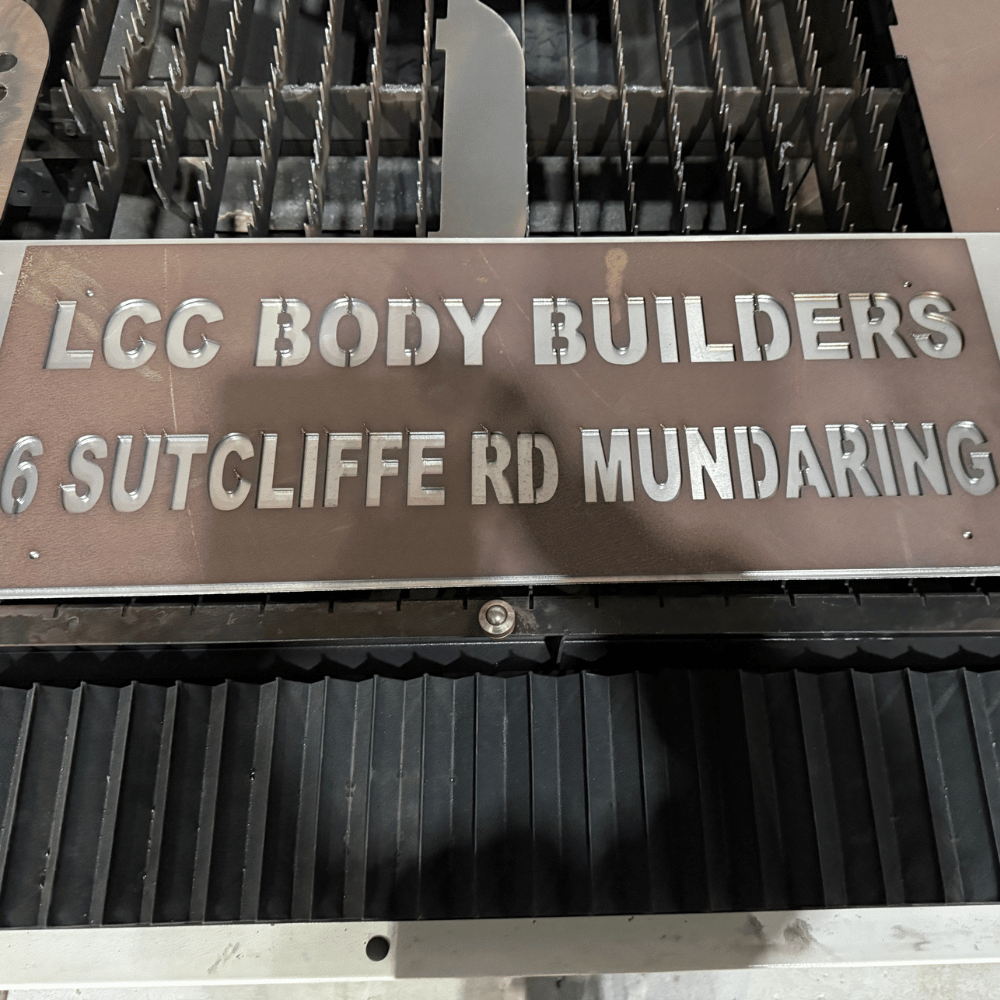 LCC BODY BUILDERS
6 SUTCLIFFE RD MUNDARING